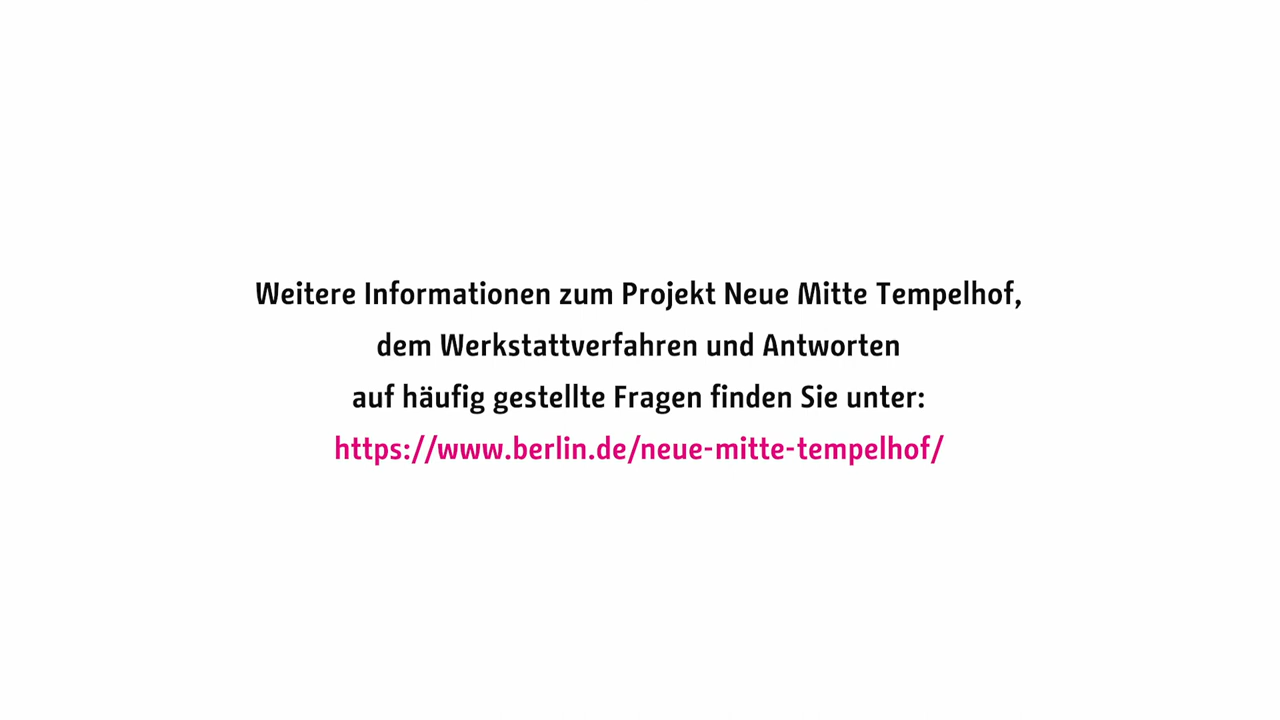 Weitere Informationen zum Projekt Neue Mitte Tempelhof,
dem Werkstattverfahren und Antworten
auf häufig gestellte Fragen finden Sie unter:
https://www.berlin.de/neue-mitte-tempelhof/